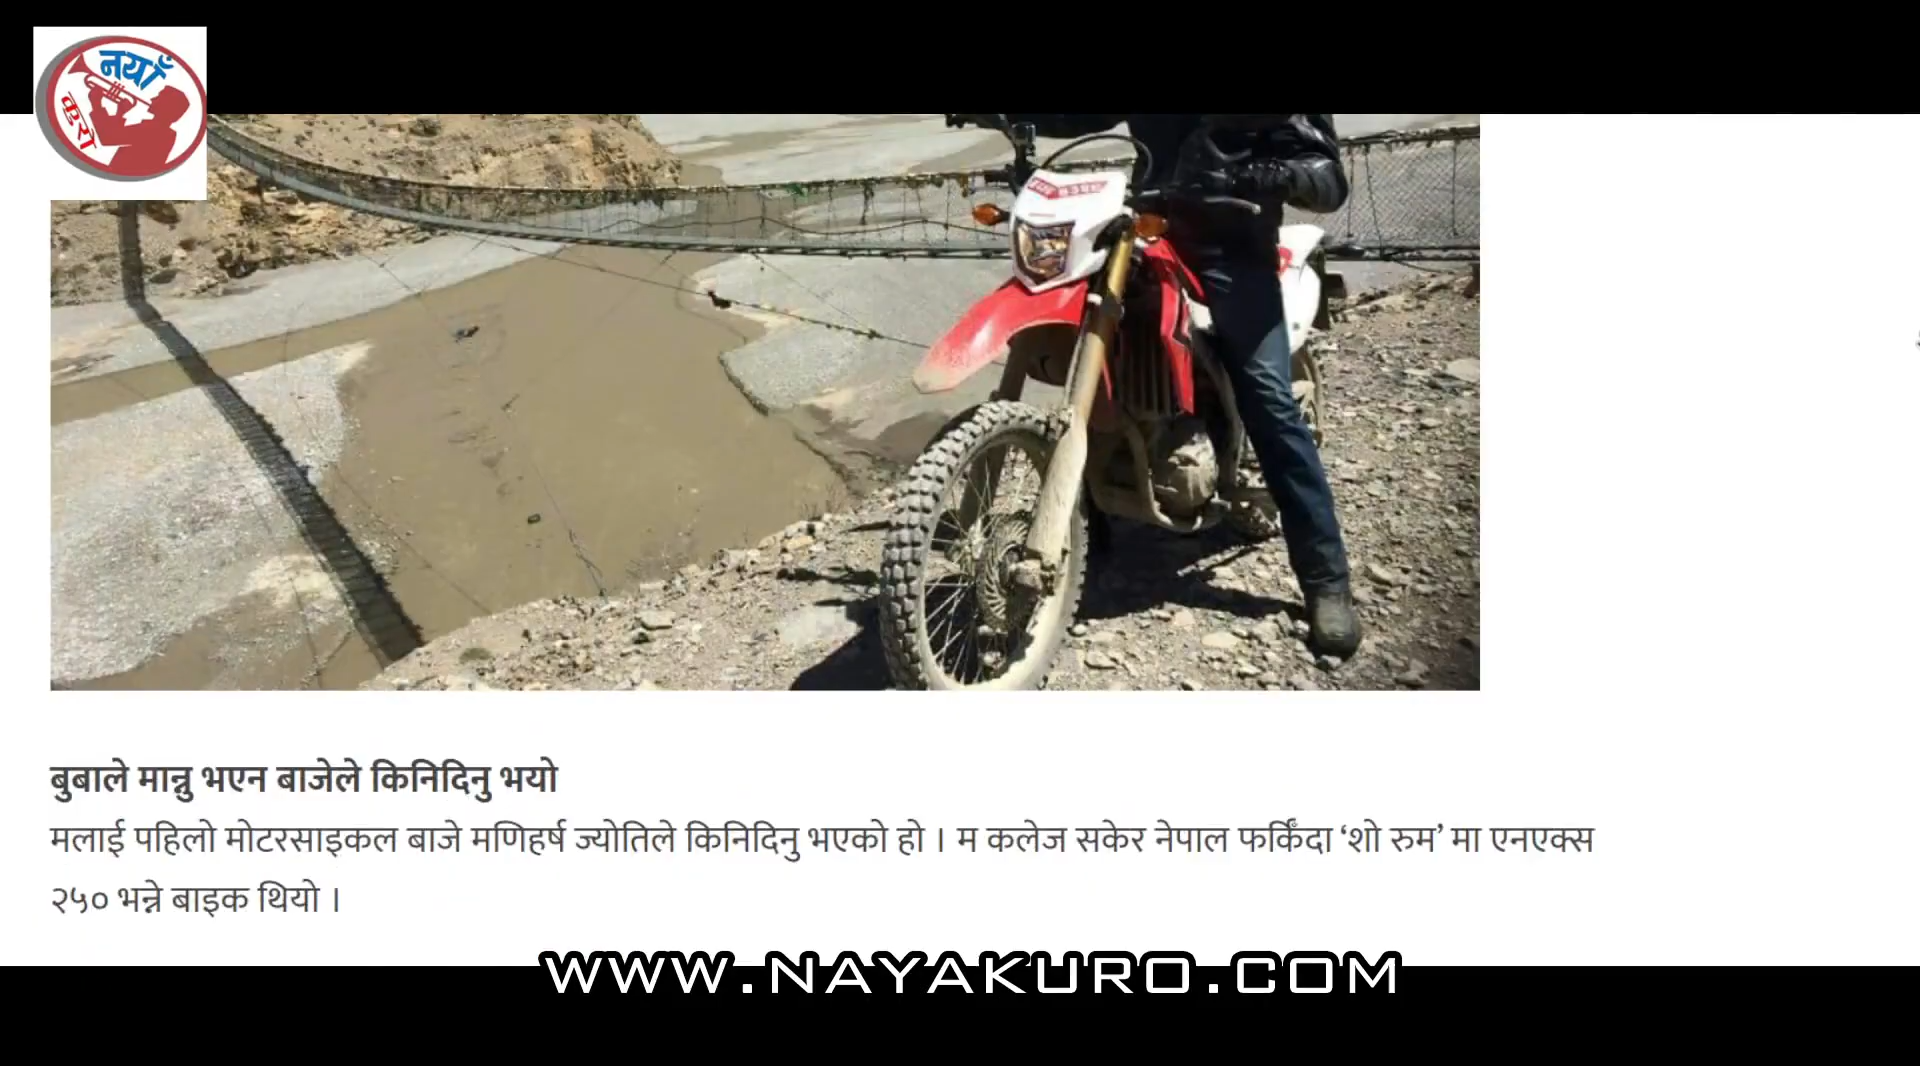 नयाँ
कुरो
बुबाले मान्नु भएन बाजेले किनिदिनु भयो
मलाई पहिलो मोटरसाइकल बाजे मणिहर्ष ज्योतिले किनिदिनु भएको हो । म कलेज सकेर नेपाल फर्किंदा ‘शो रुम’ मा एनएक्स
२५० भन्ने बाइक थियो ।
WWW.NAYAKURO.COM